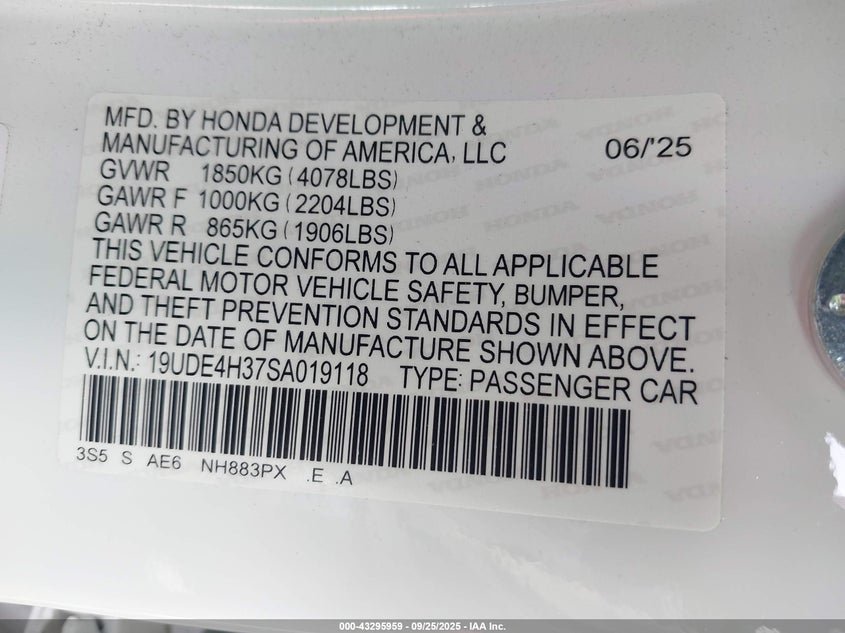 MFD. BY HONDA DEVELOPMENT &
MANUFACTURING OF AMERICA, LLC 06/'25
GVWR 1850KG (4078LBS)
GAWR F 1000KG (2204LBS)
GAWR R 865KG (1906LBS)
THIS VEHICLE CONFORMS TO ALL APPLICABLE
FEDERAL MOTOR VEHICLE SAFETY, BUMPER,
AND THEFT PREVENTION STANDARDS IN EFFECT
ON THE DATE OF MANUFACTURE SHOWN ABOVE.
V.I.N.: 19UDE4H37SA019118 TYPE: PASSENGER CAR
3S5 S AE6 NH883PX .E .A
000-43295959 - 09/25/2025 - IAA Inc.